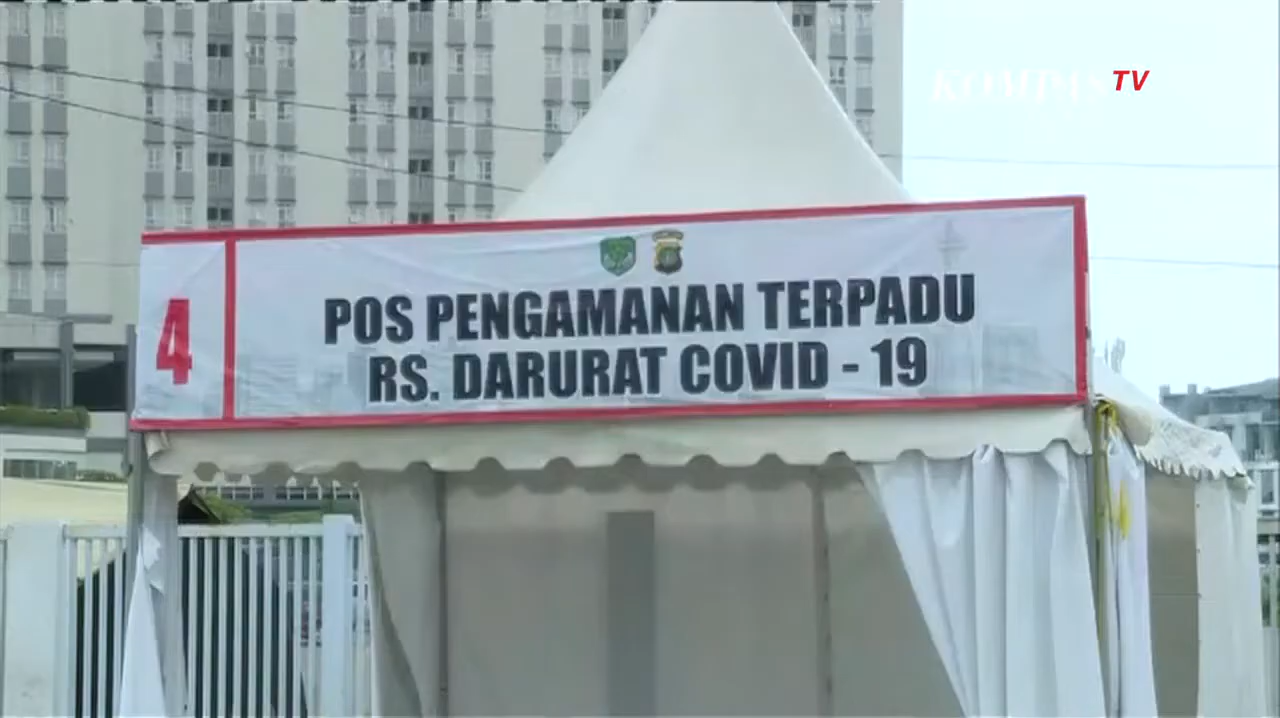 KOMPAS TV
4
POS PENGAMANAN TERPADU
RS. DARURAT COVID - 19